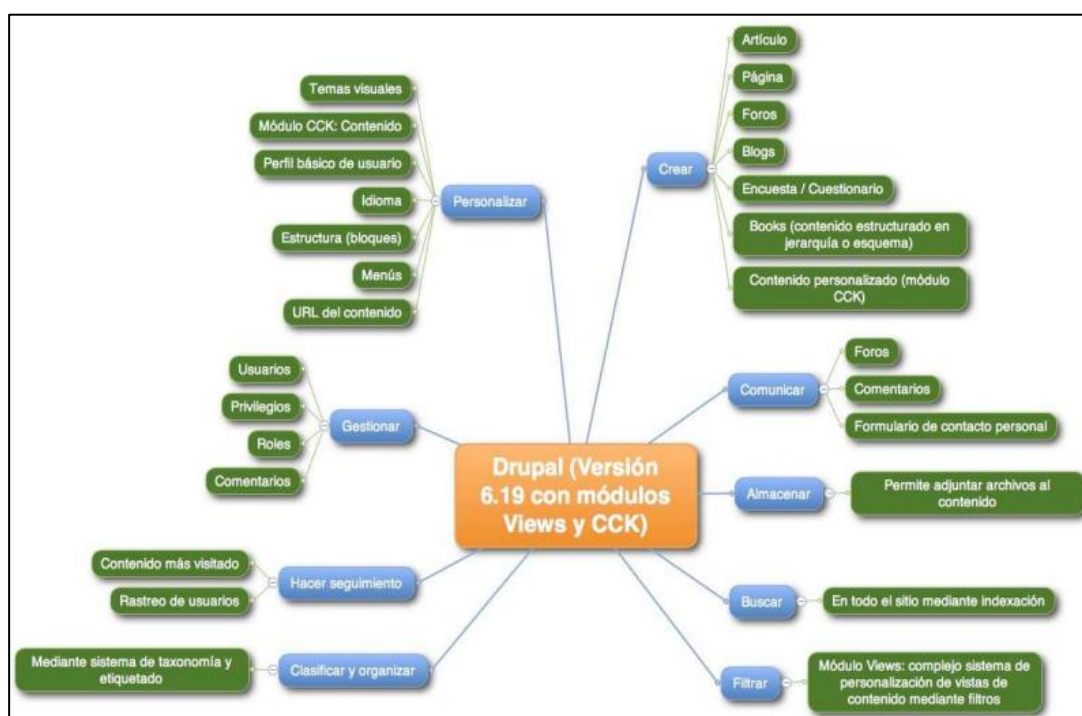 Temas visuales
Módulo CCK: Contenido
Perfil básico de usuario
Idioma
Estructura (bloques)
Menús
URL del contenido
Personalizar
Usuarios
Privilegios
Roles
Comentarios
Gestionar
Contenido más visitado
Rastreo de usuarios
Hacer seguimiento
Mediante sistema de taxonomía y
etiquetado
Clasificar y organizar
Drupal (Versión
6.19 con módulos
Views y CCK)
Crear
Artículo
Página
Foros
Blogs
Encuesta / Cuestionario
Books (contenido estructurado en
jerarquía o esquema)
Contenido personalizado (módulo
CCK)
Comunicar
Foros
Comentarios
Formulario de contacto personal
Almacenar
Permite adjuntar archivos al
contenido
Buscar
En todo el sitio mediante indexación
Filtrar
Módulo Views: complejo sistema de
personalización de vistas de
contenido mediante filtros